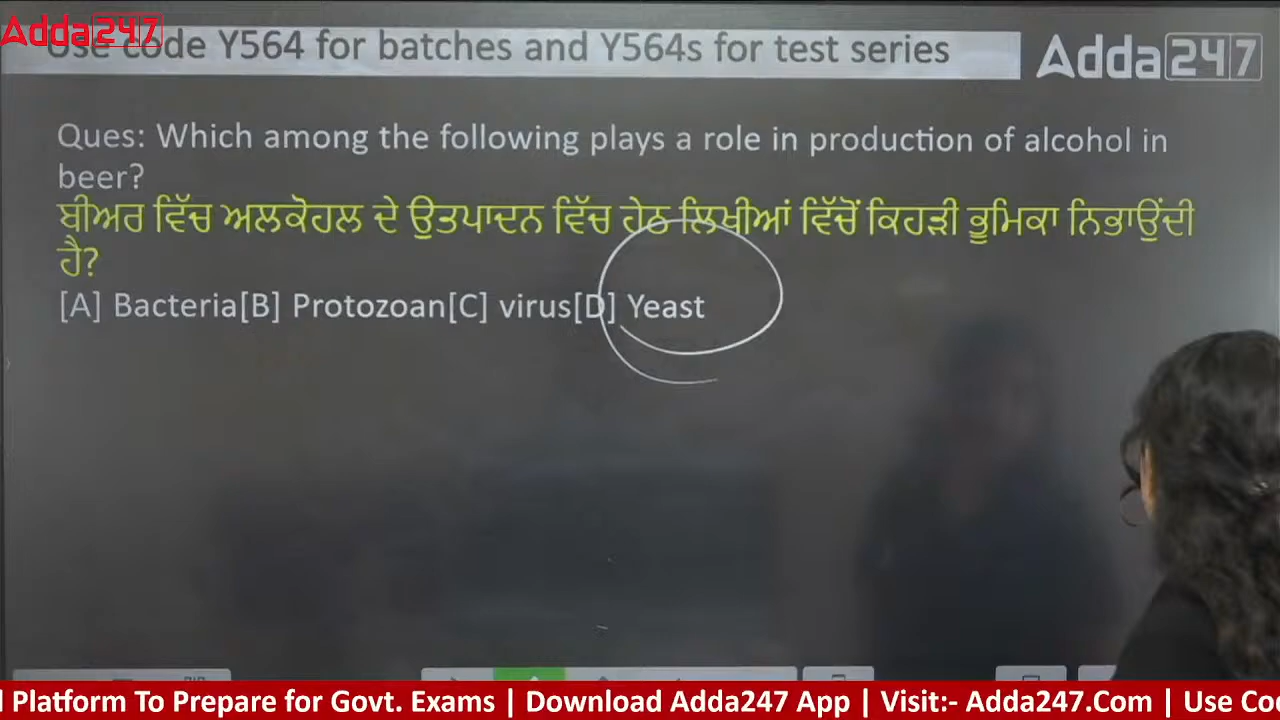 Adda247
Use code Y564 for batches and Y564s for test series
Adda247
Ques: Which among the following plays a role in production of alcohol in
beer?
ਬੀਅਰ ਵਿੱਚ ਅਲਕੋਹਲ ਦੇ ਉਤਪਾਦਨ ਵਿੱਚ ਹੇਠ ਲਿਖੀਆਂ ਵਿੱਚੋਂ ਕਿਹੜੀ ਭੂਮਿਕਾ ਨਿਭਾਉਂਦੀ
ਹੈ?
[A] Bacteria[B] Protozoan[C] virus[D] Yeast
l Platform To Prepare for Govt. Exams | Download Adda247 App | Visit:- Adda247.Com | Use Co